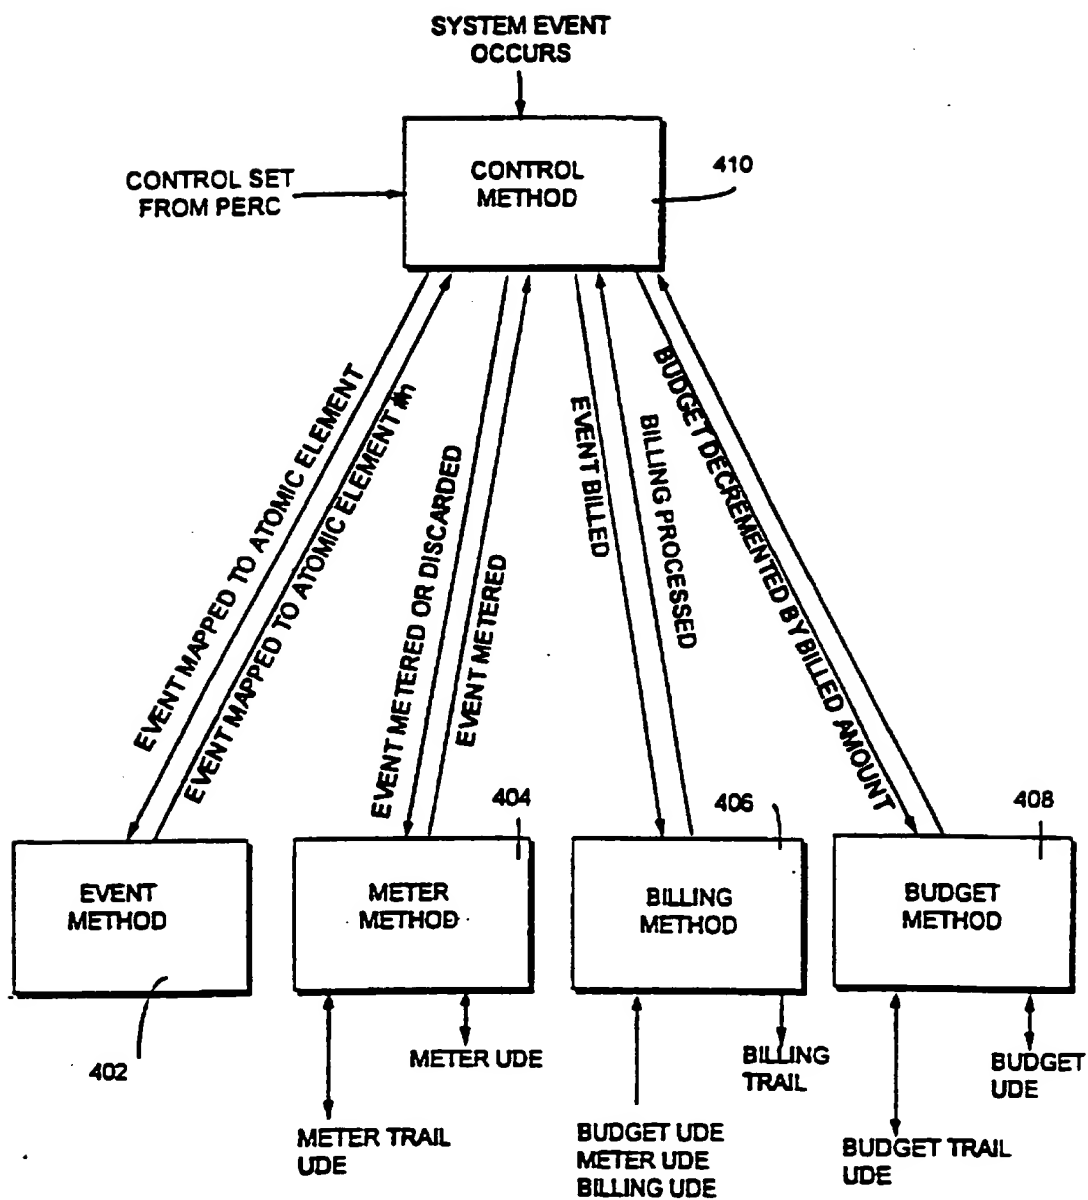 SYSTEM EVENT
OCCURS
CONTROL
METHOD
410
CONTROL SET
FROM PERC
EVENT MAPPED TO ATOMIC ELEMENT
EVENT MAPPED TO ATOMIC ELEMENT #n
EVENT METERED OR DISCARDED
EVENT METERED
EVENT BILLED
BILLING PROCESSED
BUDGET DECREMENTED BY BILLED AMOUNT
404
406
408
EVENT
METHOD
METER
METHOD
BILLING
METHOD
BUDGET
METHOD
402
METER UDE
BILLING
TRAIL
BUDGET
UDE
METER TRAIL
UDE
BUDGET UDE
METER UDE
BILLING UDE
BUDGET TRAIL
UDE